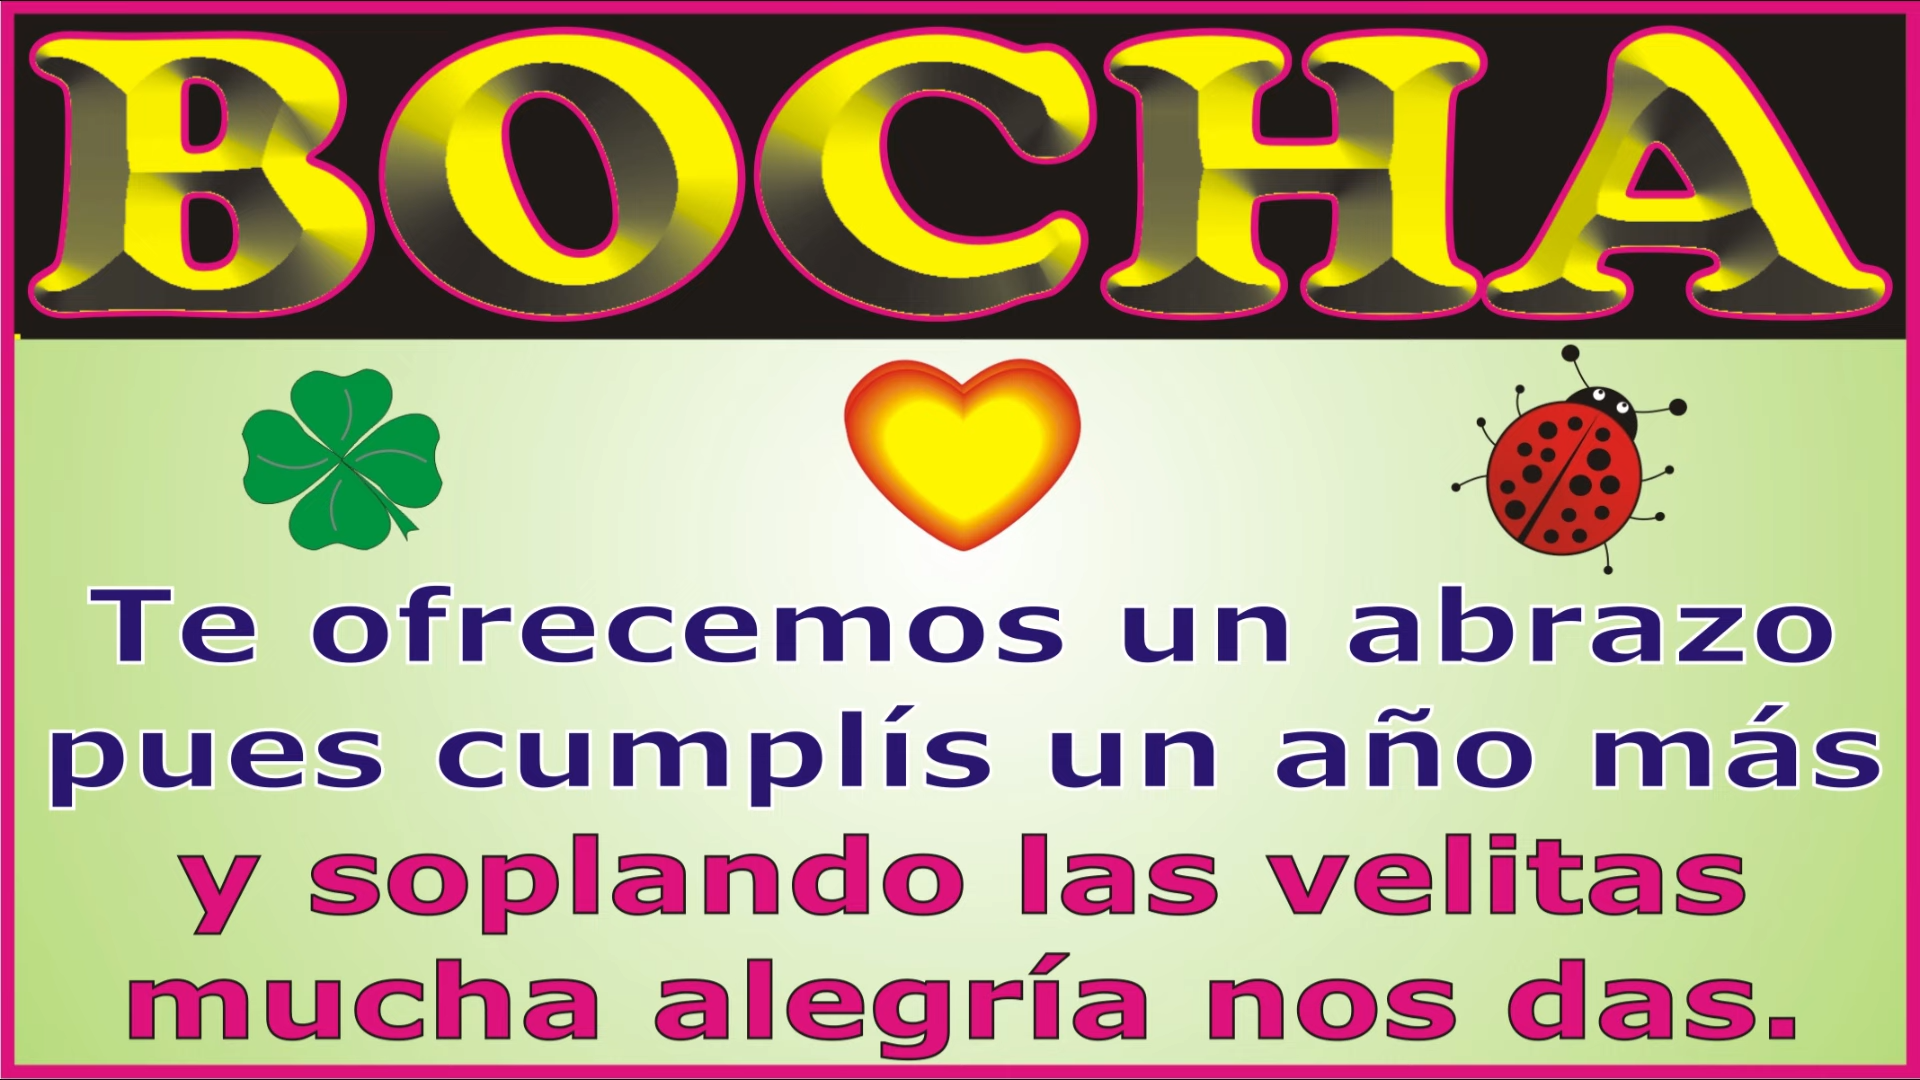 BOCHA
Te ofrecemos un abrazo
pues cumplís un año más
y soplando las velitas
mucha alegría nos das.